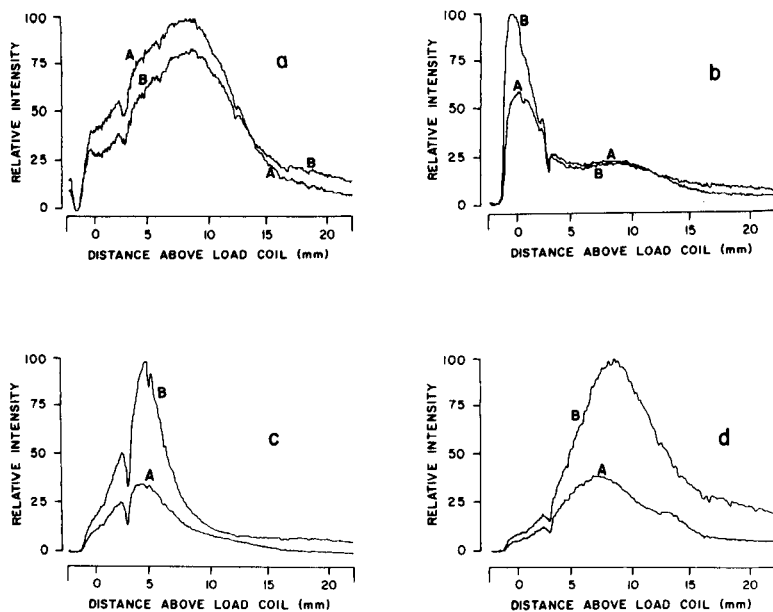 100
75
50
25
0
RELATIVE INTENSITY
A
B
B
A
a
0 5 10 15 20
DISTANCE ABOVE LOAD COIL (mm)
100
75
50
25
0
RELATIVE INTENSITY
B
A
A
B
b
0 5 10 15 20
DISTANCE ABOVE LOAD COIL (mm)
100
75
50
25
0
RELATIVE INTENSITY
B
A
c
0 5 10 15 20
DISTANCE ABOVE LOAD COIL (mm)
100
75
50
25
0
RELATIVE INTENSITY
B
A
d
0 5 10 15 20
DISTANCE ABOVE LOAD COIL (mm)